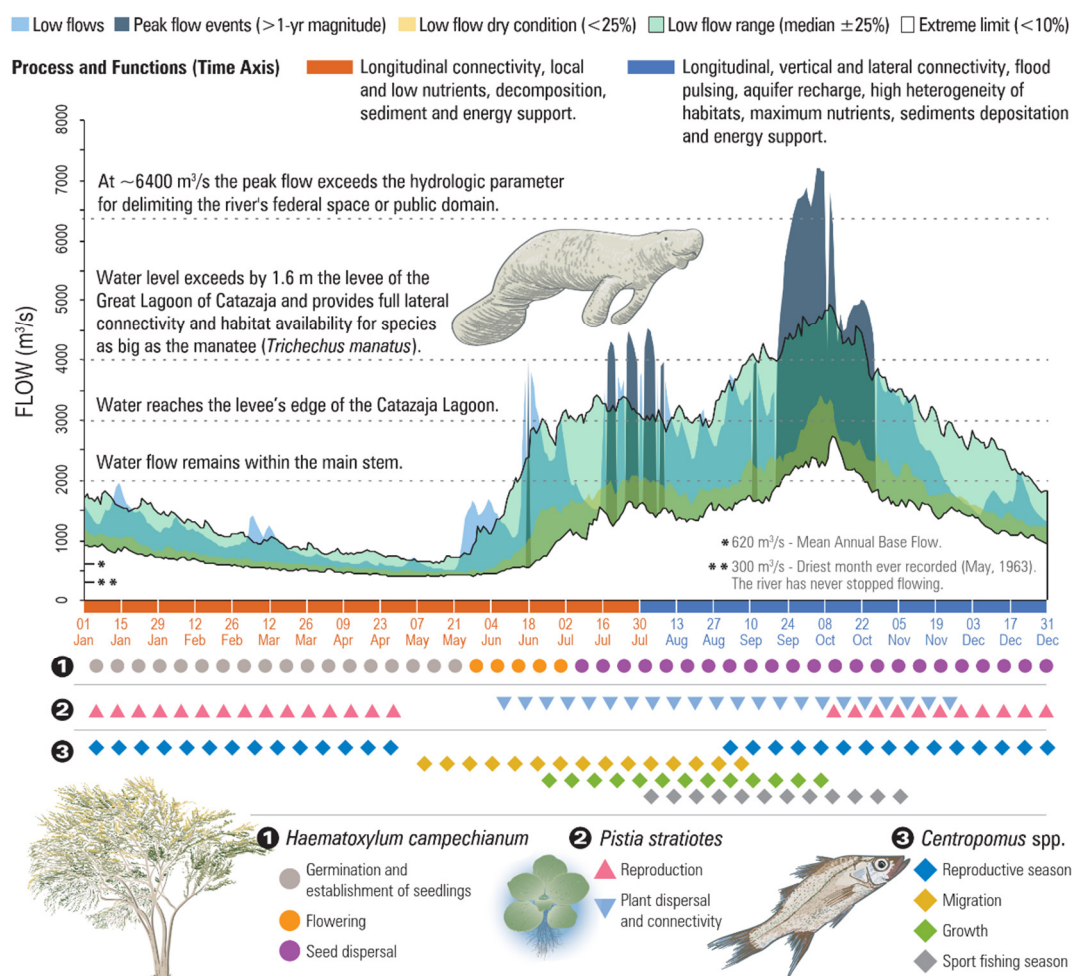 Low flows Peak flow events (>1-yr magnitude) Low flow dry condition (<25%) Low flow range (median ±25%) Extreme limit (<10%)
Process and Functions (Time Axis)
Longitudinal connectivity, local
and low nutrients, decomposition,
sediment and energy support.
Longitudinal, vertical and lateral connectivity, flood
pulsing, aquifer recharge, high heterogeneity of
habitats, maximum nutrients, sediments depositation
and energy support.
FLOW (m³/s)
8000
7000
6000
5000
4000
3000
2000
1000
0
At ~6400 m³/s the peak flow exceeds the hydrologic parameter
for delimiting the river's federal space or public domain.
Water level exceeds by 1.6 m the levee of the
Great Lagoon of Catazaja and provides full lateral
connectivity and habitat availability for species
as big as the manatee (Trichechus manatus).
Water reaches the levee's edge of the Catazaja Lagoon.
Water flow remains within the main stem.
*
**
* 620 m³/s - Mean Annual Base Flow.
** 300 m³/s - Driest month ever recorded (May, 1963).
The river has never stopped flowing.
01 15 29 12 26 12 26 09 23 07 21 04 18 02 16 30 13 27 10 24 08 22 05 19 03 17 31
Jan Jan Jan Feb Feb Mar Mar Apr Apr May May Jun Jun Jul Jul Jul Aug Aug Sep Sep Oct Oct Nov Nov Dec Dec Dec
1
2
3
1 Haematoxylum campechianum
Germination and
establishment of seedlings
Flowering
Seed dispersal
2 Pistia stratiotes
Reproduction
Plant dispersal
and connectivity
3 Centropomus spp.
Reproductive season
Migration
Growth
Sport fishing season